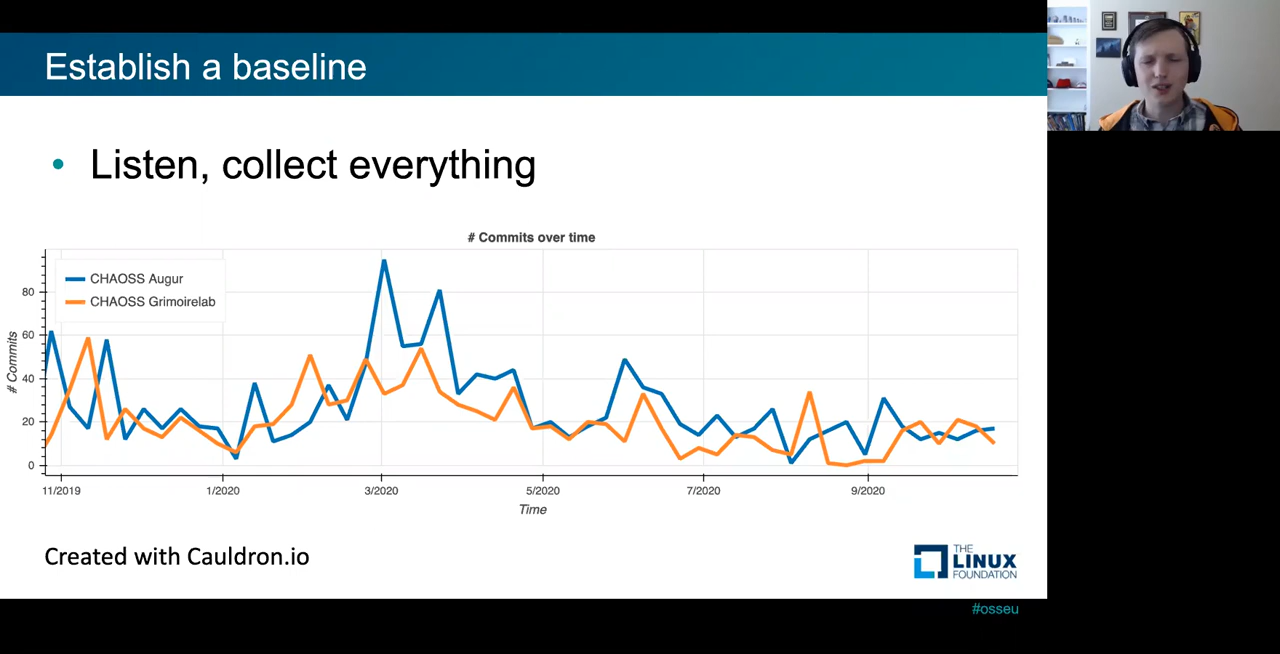 Establish a baseline
• Listen, collect everything
# Commits over time
CHAOSS Augur
CHAOSS Grimoirelab
# Commits
80
60
40
20
0
11/2019
1/2020
3/2020
5/2020
7/2020
9/2020
Time
Created with Cauldron.io
THE
LINUX
FOUNDATION
#osseu